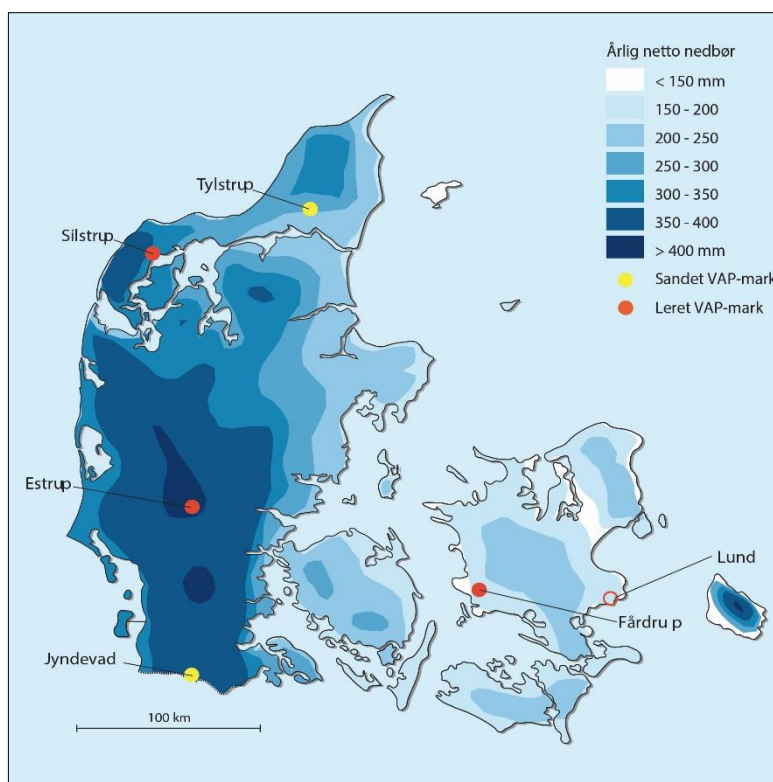 Årlig netto nedbør
< 150 mm
150 - 200
200 - 250
250 - 300
300 - 350
350 - 400
> 400 mm
Sandet VAP-mark
Leret VAP-mark
Tylstrup
Silstrup
Estrup
Lund
Fårdru p
Jyndevad
100 km